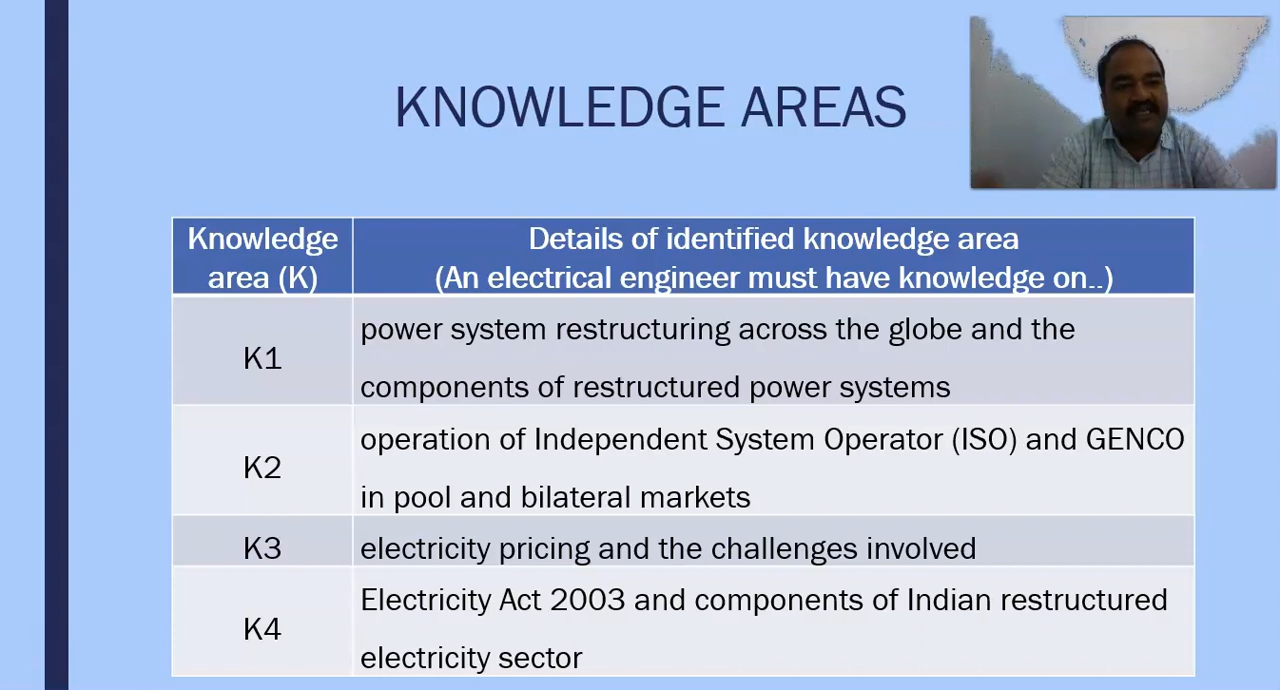 KNOWLEDGE AREAS
Knowledge area (K)
Details of identified knowledge area
(An electrical engineer must have knowledge on..)
K1
power system restructuring across the globe and the
components of restructured power systems
K2
operation of Independent System Operator (ISO) and GENCO
in pool and bilateral markets
K3
electricity pricing and the challenges involved
K4
Electricity Act 2003 and components of Indian restructured
electricity sector